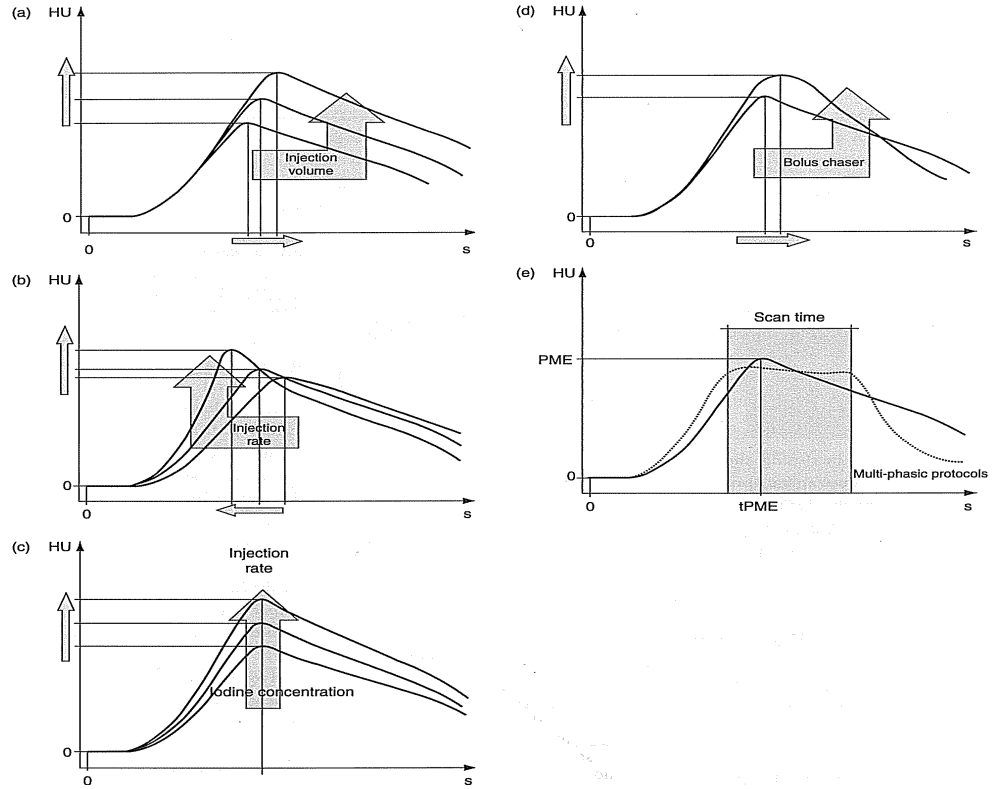 (a)
HU
Injection
volume
0
0
s
(b)
HU
Injection
rate
0
0
s
(c)
HU
Injection
rate
Iodine concentration
0
0
s
(d)
HU
Bolus chaser
0
0
s
(e)
HU
Scan time
PME
Multi-phasic protocols
0
0
tPME
s